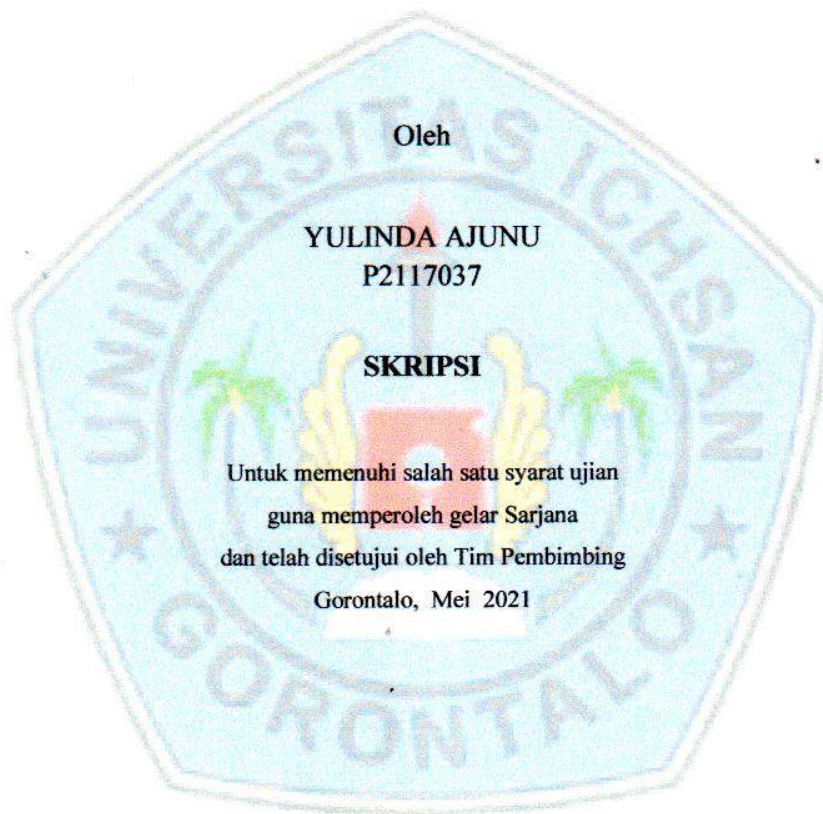 Oleh
YULINDA AJUNU
P2117037
SKRIPSI
Untuk memenuhi salah satu syarat ujian
guna memperoleh gelar Sarjana
dan telah disetujui oleh Tim Pembimbing
Gorontalo, Mei 2021
UNIVERSITAS ICHSAN
GORONTALO